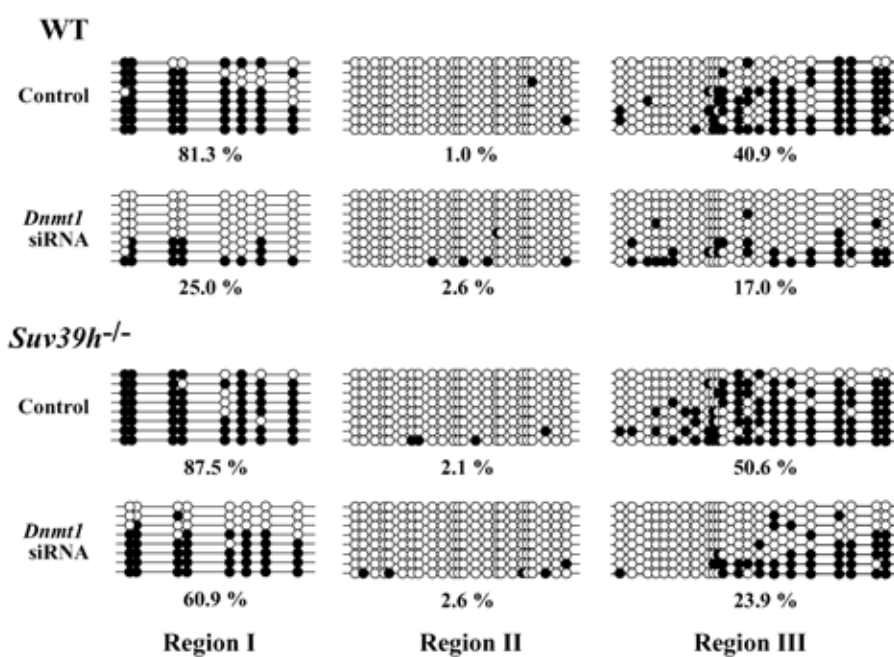 WT
Control
81.3 %
1.0 %
40.9 %
Dnmt1
siRNA
25.0 %
2.6 %
17.0 %
Suv39h-/-
Control
87.5 %
2.1 %
50.6 %
Dnmt1
siRNA
60.9 %
2.6 %
23.9 %
Region I
Region II
Region III